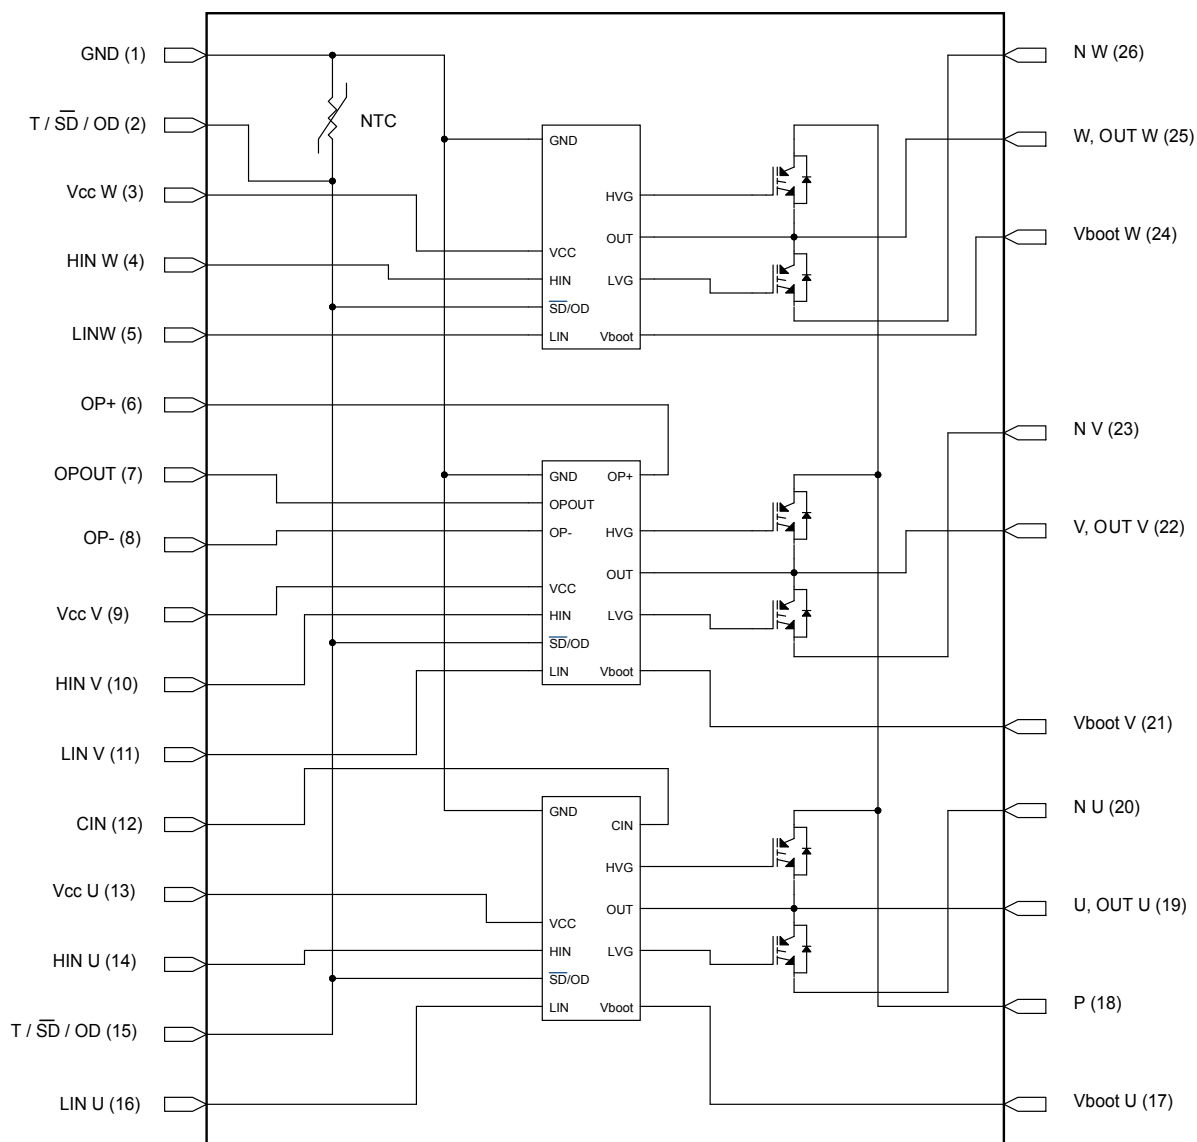 GND (1)
T / SD / OD (2)
Vcc W (3)
HIN W (4)
LINW (5)
OP+ (6)
OPOUT (7)
OP- (8)
Vcc V (9)
HIN V (10)
LIN V (11)
CIN (12)
Vcc U (13)
HIN U (14)
T / SD / OD (15)
LIN U (16)
NTC
GND
HVG
OUT
VCC
HIN
LVG
SD/OD
LIN
Vboot
GND
OP+
OPOUT
OP-
HVG
OUT
VCC
HIN
LVG
SD/OD
LIN
Vboot
GND
CIN
HVG
OUT
VCC
HIN
LVG
SD/OD
LIN
Vboot
N W (26)
W, OUT W (25)
Vboot W (24)
N V (23)
V, OUT V (22)
Vboot V (21)
N U (20)
U, OUT U (19)
P (18)
Vboot U (17)